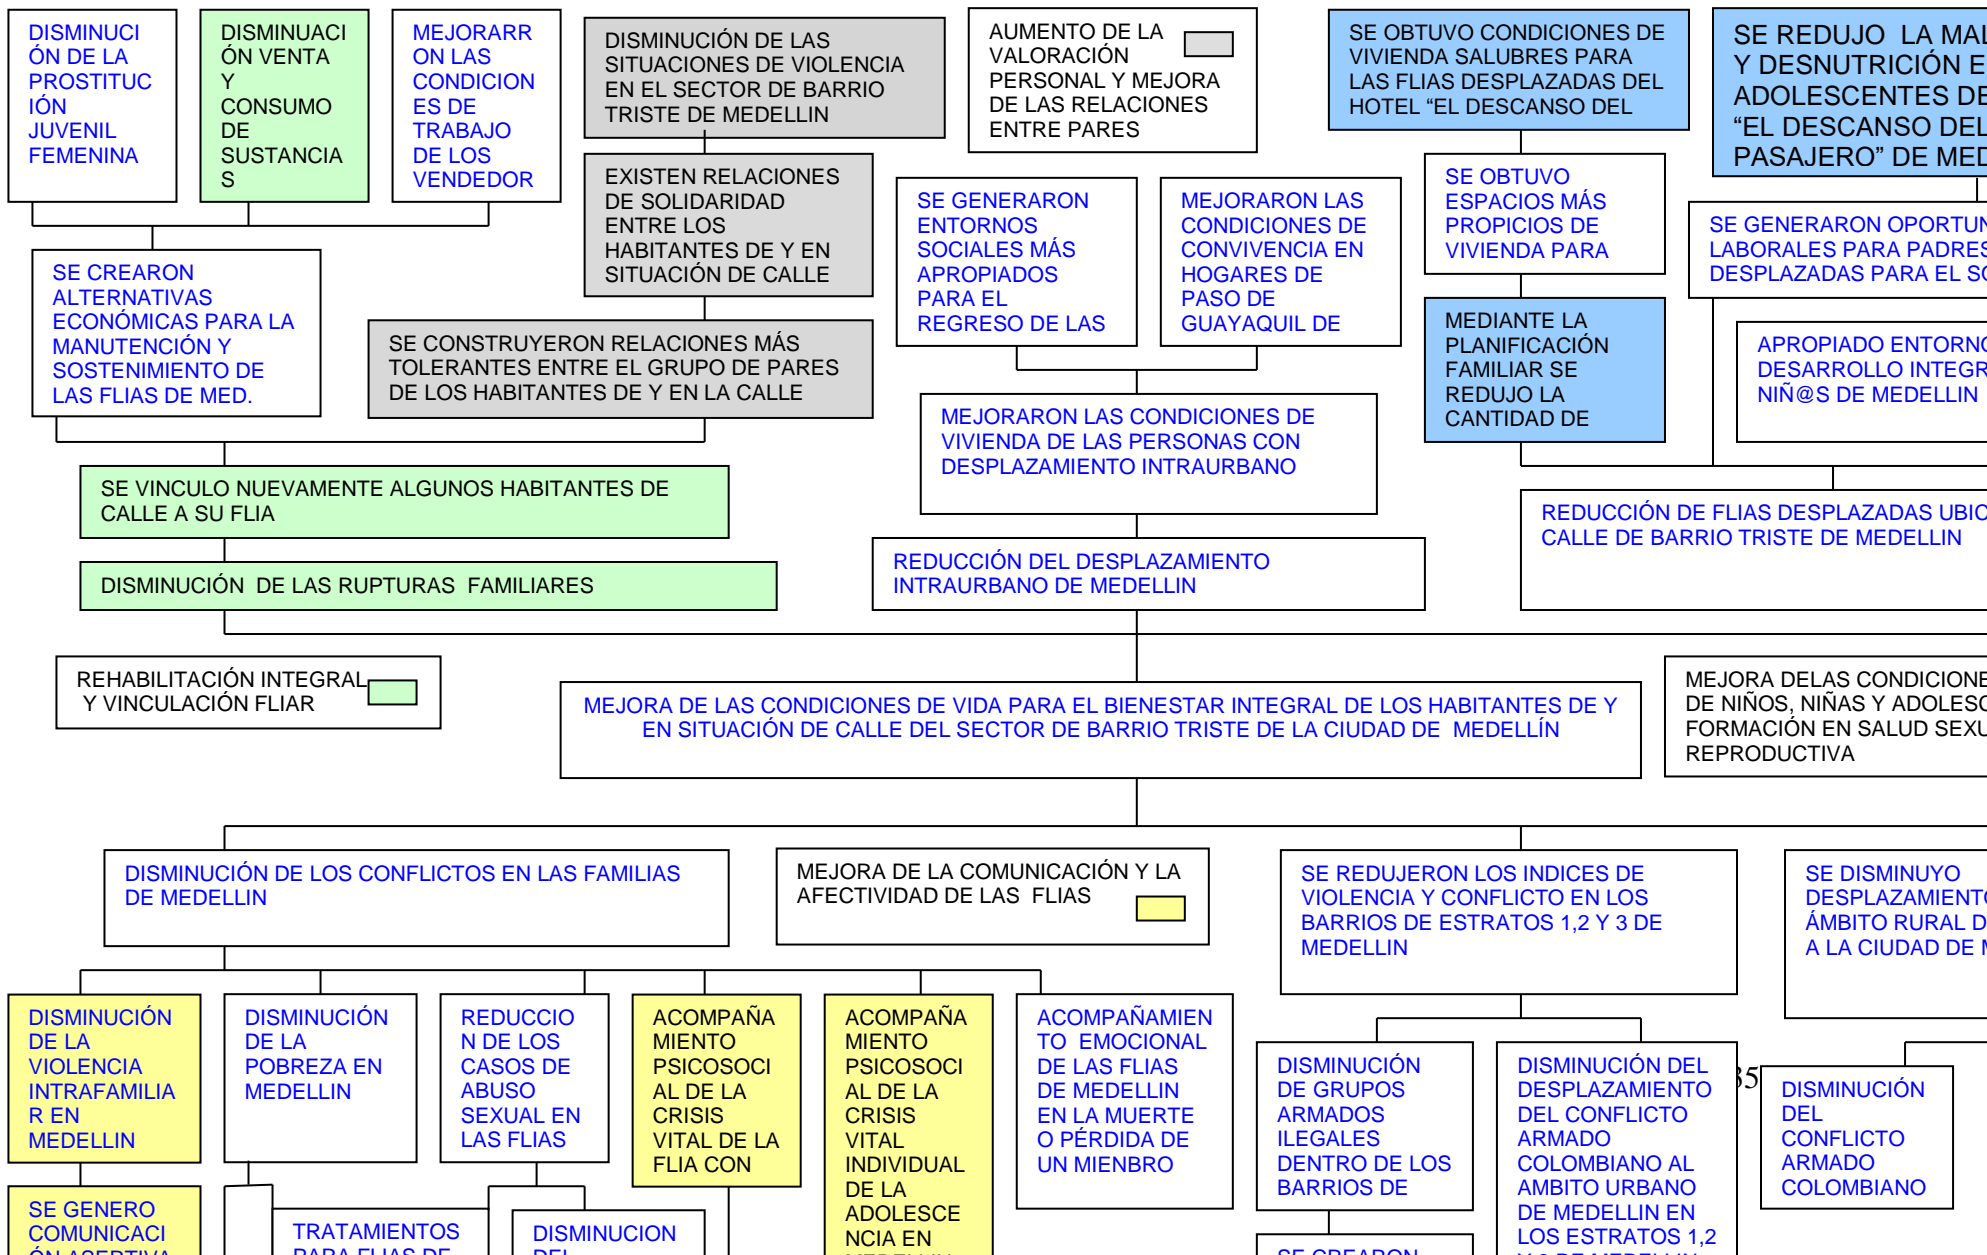 DISMINUCI
ÓN DE LA
PROSTITUC
IÓN
JUVENIL
FEMENINA
DISMINUACI
ÓN VENTA
Y
CONSUMO
DE
SUSTANCIA
S
MEJORARR
ON LAS
CONDICION
ES DE
TRABAJO
DE LOS
VENDEDOR
DISMINUCIÓN DE LAS
SITUACIONES DE VIOLENCIA
EN EL SECTOR DE BARRIO
TRISTE DE MEDELLIN
AUMENTO DE LA
VALORACIÓN
PERSONAL Y MEJORA
DE LAS RELACIONES
ENTRE PARES
SE OBTUVO CONDICIONES DE
VIVIENDA SALUBRES PARA
LAS FLIAS DESPLAZADAS DEL
HOTEL “EL DESCANSO DEL
SE REDUJO LA
Y DESNUTRICIÓN
ADOLESCENTES
“EL DESCANSO DEL
PASAJERO” DE
EXISTEN RELACIONES
DE SOLIDARIDAD
ENTRE LOS
HABITANTES DE Y EN
SITUACIÓN DE CALLE
SE GENERARON
ENTORNOS
SOCIALES MÁS
APROPIADOS
PARA EL
REGRESO DE LAS
MEJORARON LAS
CONDICIONES DE
CONVIVENCIA EN
HOGARES DE
PASO DE
GUAYAQUIL DE
SE OBTUVO
ESPACIOS MÁS
PROPICIOS DE
VIVIENDA PARA
SE GENERARON
LABORALES PARA
DESPLAZADAS PARA EL
SE CREARON
ALTERNATIVAS
ECONÓMICAS PARA LA
MANUTENCIÓN Y
SOSTENIMIENTO DE
LAS FLIAS DE MED.
SE CONSTRUYERON RELACIONES MÁS
TOLERANTES ENTRE EL GRUPO DE PARES
DE LOS HABITANTES DE Y EN LA CALLE
MEDIANTE LA
PLANIFICACIÓN
FAMILIAR SE
REDUJO LA
CANTIDAD DE
APROPIADO
DESARROLLO
NIÑ@S DE MEDELLIN
MEJORARON LAS CONDICIONES DE
VIVIENDA DE LAS PERSONAS CON
DESPLAZAMIENTO INTRAURBANO
SE VINCULO NUEVAMENTE ALGUNOS HABITANTES DE
CALLE A SU FLIA
REDUCCIÓN DE FLIAS DESPLAZADAS
CALLE DE BARRIO TRISTE DE MEDELLIN
REDUCCIÓN DEL DESPLAZAMIENTO
INTRAURBANO DE MEDELLIN
DISMINUCIÓN DE LAS RUPTURAS FAMILIARES
REHABILITACIÓN INTEGRAL
Y VINCULACIÓN FLIAR
MEJORA DE LAS CONDICIONES DE VIDA PARA EL BIENESTAR INTEGRAL DE LOS HABITANTES DE Y
EN SITUACIÓN DE CALLE DEL SECTOR DE BARRIO TRISTE DE LA CIUDAD DE MEDELLÍN
MEJORA DELAS
DE NIÑOS, NIÑAS Y
FORMACIÓN EN SALUD
REPRODUCTIVA
DISMINUCIÓN DE LOS CONFLICTOS EN LAS FAMILIAS
DE MEDELLIN
MEJORA DE LA COMUNICACIÓN Y LA
AFECTIVIDAD DE LAS FLIAS
SE REDUJERON LOS INDICES DE
VIOLENCIA Y CONFLICTO EN LOS
BARRIOS DE ESTRATOS 1,2 Y 3 DE
MEDELLIN
SE DISMINUYO
ÁMBITO RURAL
A LA CIUDAD DE
DISMINUCIÓN
DE LA
VIOLENCIA
INTRAFAMILIA
R EN
MEDELLIN
DISMINUCIÓN
DE LA
POBREZA EN
MEDELLIN
REDUCCIO
N DE LOS
CASOS DE
ABUSO
SEXUAL EN
LAS FLIAS
ACOMPAÑA
MIENTO
PSICOSOCI
AL DE LA
CRISIS
VITAL DE LA
FLIA CON
ACOMPAÑA
MIENTO
PSICOSOCI
AL DE LA
CRISIS
VITAL
INDIVIDUAL
DE LA
ADOLESCE
NCIA EN
ACOMPAÑAMIEN
TO EMOCIONAL
DE LAS FLIAS
DE MEDELLIN
EN LA MUERTE
O PÉRDIDA DE
UN MIENBRO
DISMINUCIÓN
DE GRUPOS
ARMADOS
ILEGALES
DENTRO DE LOS
BARRIOS DE
DISMINUCIÓN DEL
DESPLAZAMIENTO
DEL CONFLICTO
ARMADO
COLOMBIANO AL
AMBITO URBANO
DE MEDELLIN EN
LOS ESTRATOS 1,2
DISMINUCIÓN
DEL
CONFLICTO
ARMADO
COLOMBIANO
SE GENERO
COMUNICACI
ÓN ASERTIVA
TRATAMIENTOS
PARA FLIAS DE
DISMINUCION
DEL
SE CREARON